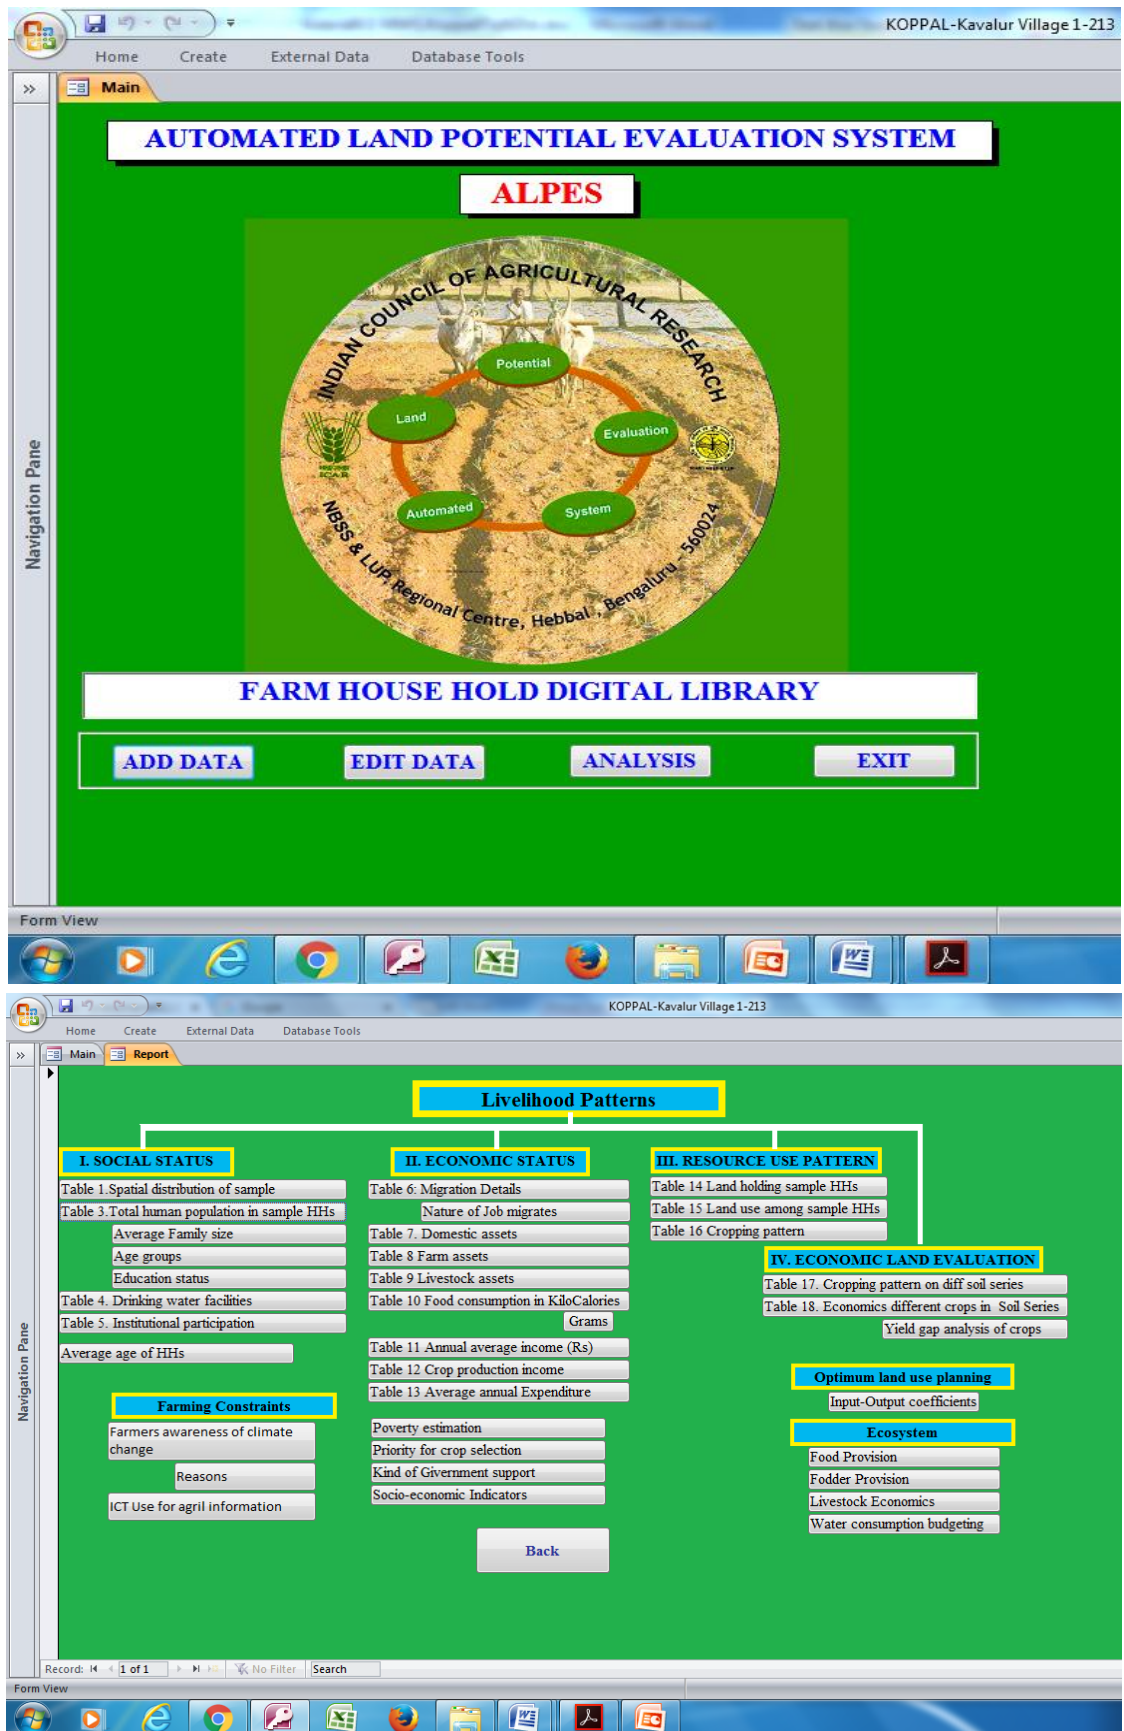 KOPPAL-Kavalur Village 1-213
Home Create External Data Database Tools
Main
AUTOMATED LAND POTENTIAL EVALUATION SYSTEM
ALPES
INDIAN COUNCIL OF AGRICULTURAL RESEARCH
Potential
Land
Evaluation
ICAR
Automated
System
NBSS & LUP, Regional Centre, Hebbal , Bengaluru - 560024
FARM HOUSE HOLD DIGITAL LIBRARY
ADD DATA EDIT DATA ANALYSIS EXIT
Navigation Pane
Form View
KOPPAL-Kavalur Village 1-213
Home Create External Data Database Tools
Main Report
Livelihood Patterns
I. SOCIAL STATUS
Table 1.Spatial distribution of sample
Table 3.Total human population in sample HHs
Average Family size
Age groups
Education status
Table 4. Drinking water facilities
Table 5. Institutional participation
Average age of HHs
Farming Constraints
Farmers awareness of climate
change
Reasons
ICT Use for agril information
II. ECONOMIC STATUS
Table 6: Migration Details
Nature of Job migrates
Table 7. Domestic assets
Table 8 Farm assets
Table 9 Livestock assets
Table 10 Food consumption in KiloCalories
Grams
Table 11 Annual average income (Rs)
Table 12 Crop production income
Table 13 Average annual Expenditure
Poverty estimation
Priority for crop selection
Kind of Givernment support
Socio-economic Indicators
Back
III. RESOURCE USE PATTERN
Table 14 Land holding sample HHs
Table 15 Land use among sample HHs
Table 16 Cropping pattern
IV. ECONOMIC LAND EVALUATION
Table 17. Cropping pattern on diff soil series
Table 18. Economics different crops in Soil Series
Yield gap analysis of crops
Optimum land use planning
Input-Output coefficients
Ecosystem
Food Provision
Fodder Provision
Livestock Economics
Water consumption budgeting
Navigation Pane
Record: 1 of 1 No Filter Search
Form View